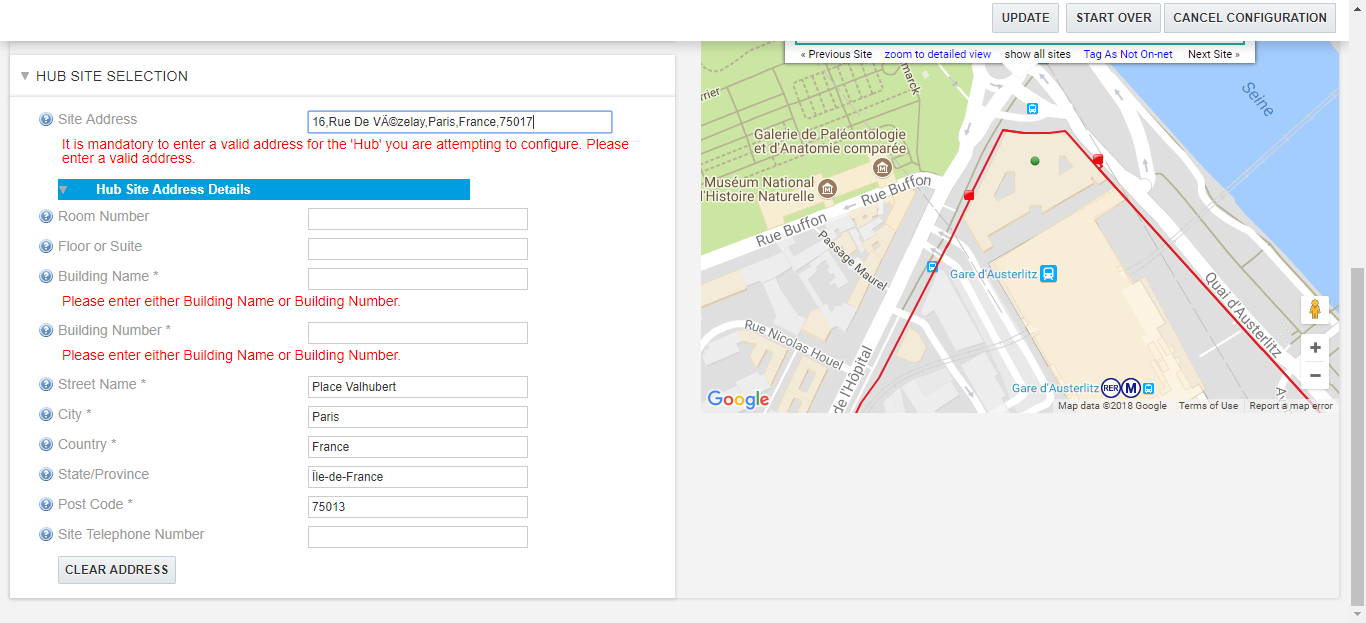 UPDATE START OVER CANCEL CONFIGURATION
HUB SITE SELECTION
Site Address 16,Rue De VÃ©zelay,Paris,France,75017
It is mandatory to enter a valid address for the 'Hub' you are attempting to configure. Please
enter a valid address.
Hub Site Address Details
Room Number
Floor or Suite
Building Name *
Please enter either Building Name or Building Number.
Building Number *
Please enter either Building Name or Building Number.
Street Name * Place Valhubert
City * Paris
Country * France
State/Province Île-de-France
Post Code * 75013
Site Telephone Number
CLEAR ADDRESS
« Previous Site zoom to detailed view show all sites Tag As Not On-net Next Site »
Seine
Galerie de Paléontologie
et d'Anatomie comparée
Muséum National
d'Histoire Naturelle
Rue Buffon
Rue Buffon
Passage Maurel
Gare d'Austerlitz
Quai d'Austerlitz
Rue Nicolas Houel
de l'Hôpital
Gare d'Austerlitz RER M
Google
Map data ©2018 Google Terms of Use Report a map error